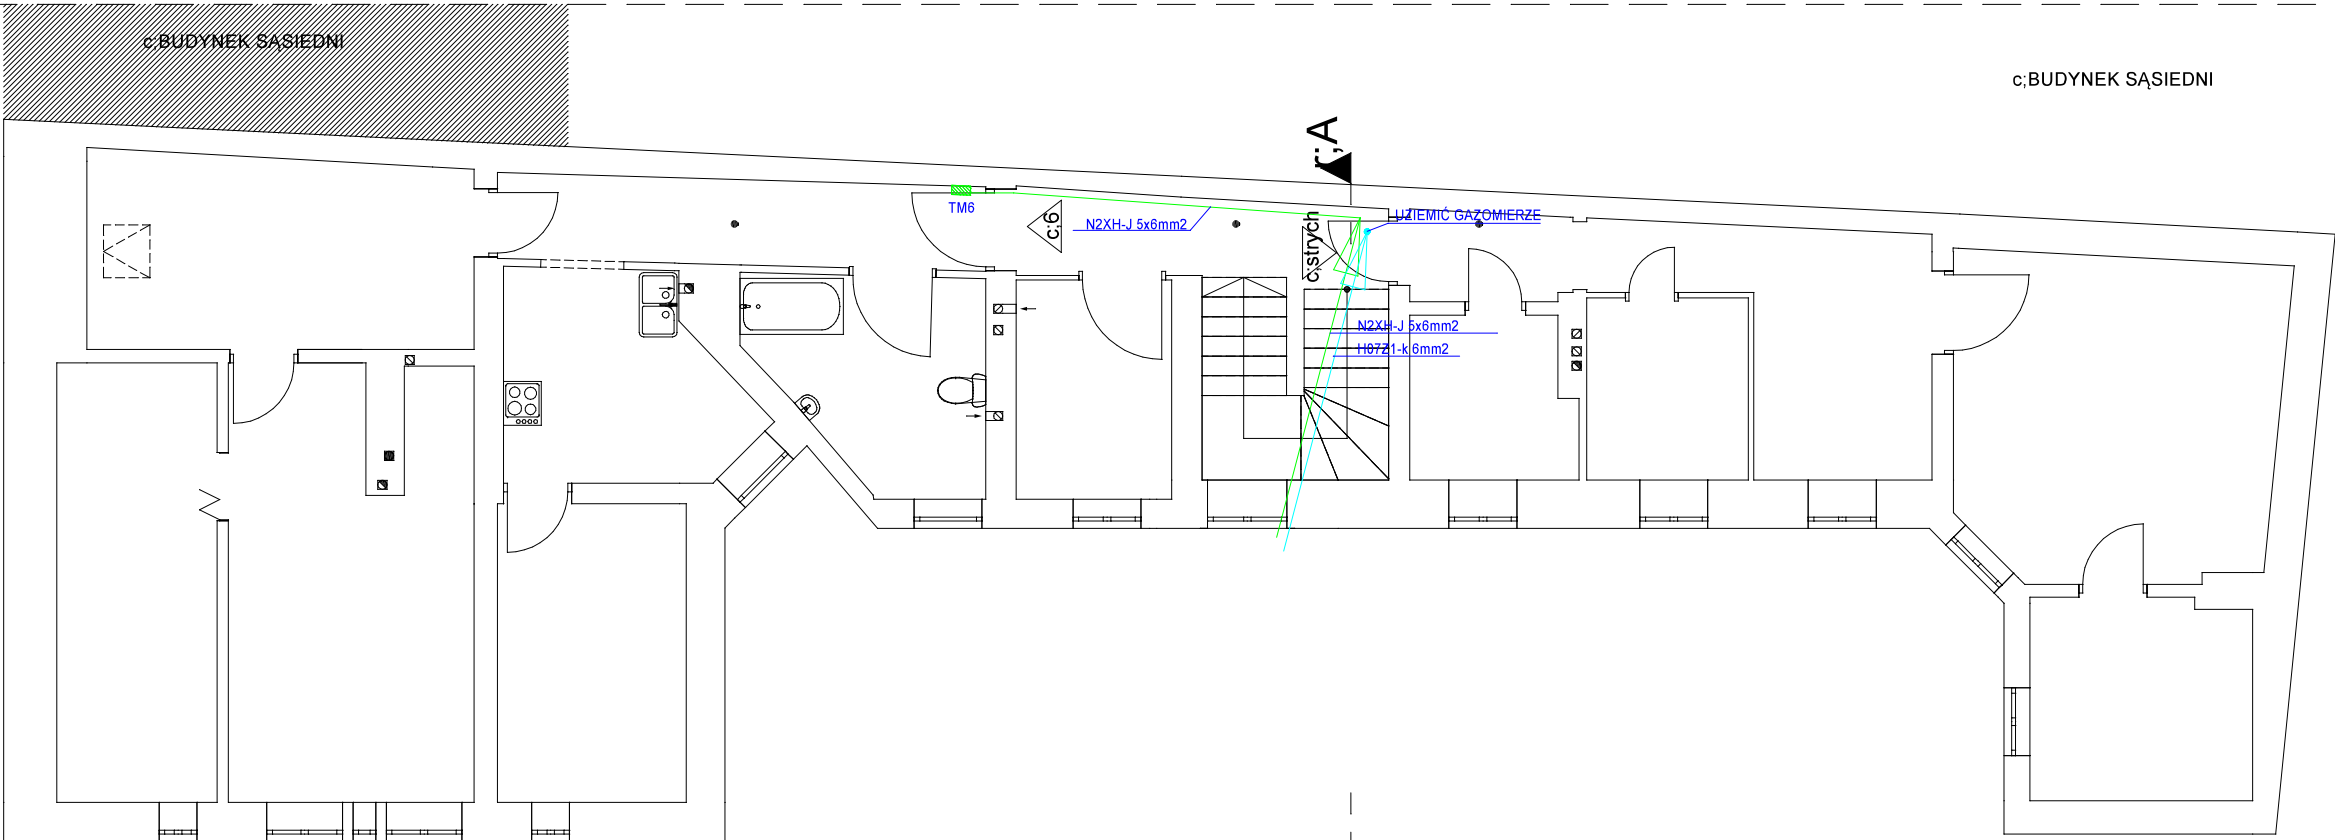 c;BUDYNEK SĄSIEDNI
c;BUDYNEK SĄSIEDNI
r;A
TM6
N2XH-J 5x6mm2
c;6
c;strych
UZIEMIĆ GAZOMIERZE
N2XH-J 5x6mm2
H07Z1-k 6mm2